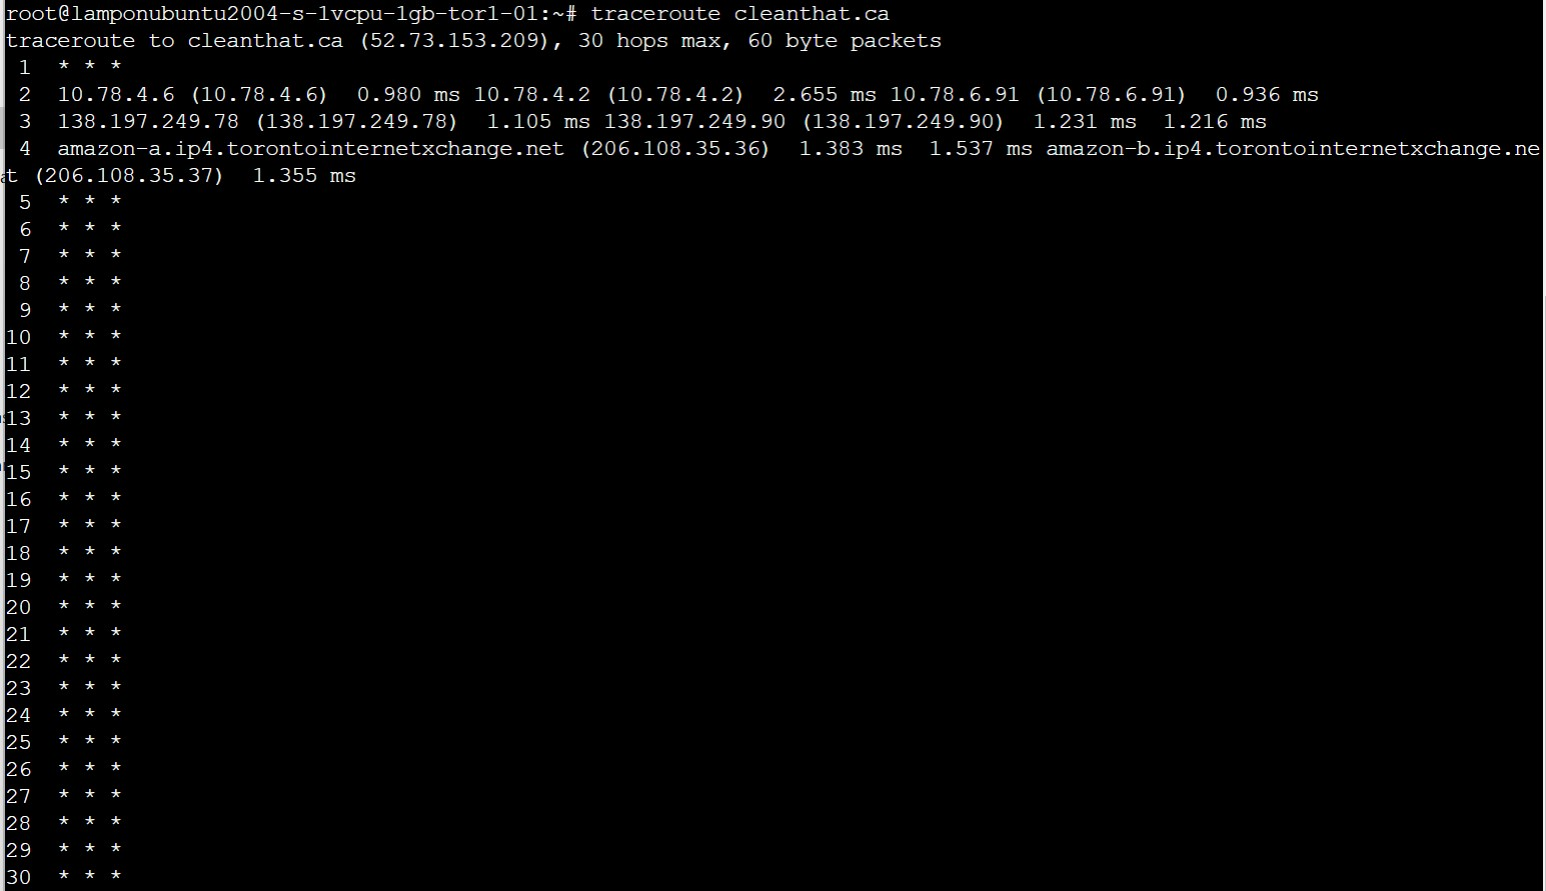 root@lamponubuntu2004-s-1vcpu-1gb-tor1-01:~# traceroute cleanthat.ca
traceroute to cleanthat.ca (52.73.153.209), 30 hops max, 60 byte packets
 1  * * *
 2  10.78.4.6 (10.78.4.6)  0.980 ms 10.78.4.2 (10.78.4.2)  2.655 ms 10.78.6.91 (10.78.6.91)  0.936 ms
 3  138.197.249.78 (138.197.249.78)  1.105 ms 138.197.249.90 (138.197.249.90)  1.231 ms  1.216 ms
 4  amazon-a.ip4.torontointernetxchange.net (206.108.35.36)  1.383 ms  1.537 ms amazon-b.ip4.torontointernetxchange.ne
t (206.108.35.37)  1.355 ms
 5  * * *
 6  * * *
 7  * * *
 8  * * *
 9  * * *
10  * * *
11  * * *
12  * * *
13  * * *
14  * * *
15  * * *
16  * * *
17  * * *
18  * * *
19  * * *
20  * * *
21  * * *
22  * * *
23  * * *
24  * * *
25  * * *
26  * * *
27  * * *
28  * * *
29  * * *
30  * * *